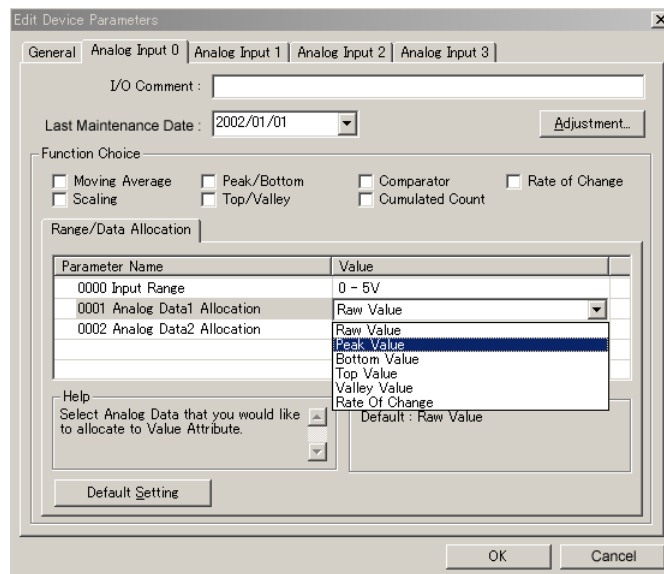 Edit Device Parameters
General Analog Input 0 Analog Input 1 Analog Input 2 Analog Input 3
I/O Comment :
Last Maintenance Date : 2002/01/01 Adjustment...
Function Choice
Moving Average Peak/Bottom Comparator Rate of Change
Scaling Top/Valley Cumulated Count
Range/Data Allocation
Parameter Name Value
0000 Input Range 0 - 5V
0001 Analog Data1 Allocation Raw Value
0002 Analog Data2 Allocation Raw Value
Peak Value
Bottom Value
Top Value
Valley Value
Rate Of Change
Help
Select Analog Data that you would like
to allocate to Value Attribute.
Default : Raw Value
Default Setting
OK Cancel